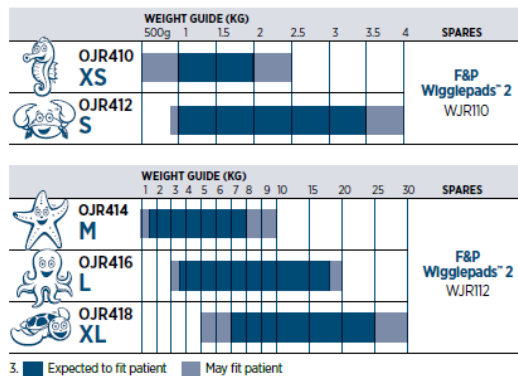 WEIGHT GUIDE (KG)
500g 1 1.5 2 2.5 3 3.5 4 SPARES
OJR410
XS
OJR412
S
F&P
Wigglepads™ 2
WJR110
WEIGHT GUIDE (KG)
1 2 3 4 5 6 7 8 9 10 15 20 25 30 SPARES
OJR414
M
OJR416
L
OJR418
XL
F&P
Wigglepads™ 2
WJR112
3. Expected to fit patient May fit patient